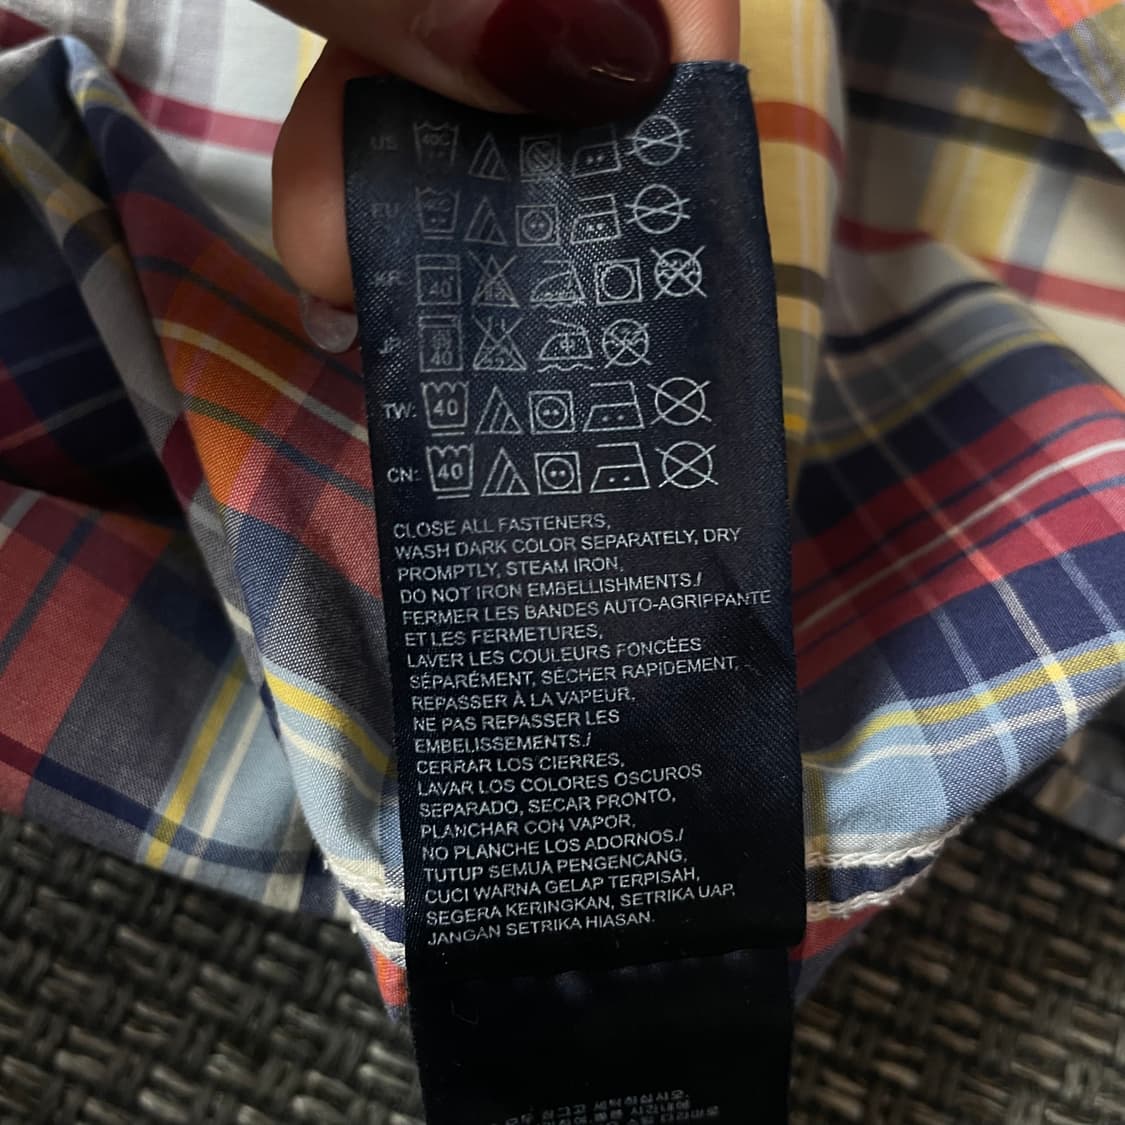 US:
EU:
KR: 40
JP: 40
TW: 40
CN: 40
CLOSE ALL FASTENERS,
WASH DARK COLOR SEPARATELY, DRY
PROMPTLY, STEAM IRON,
DO NOT IRON EMBELLISHMENTS./
FERMER LES BANDES AUTO-AGRIPPANTE
ET LES FERMETURES,
LAVER LES COULEURS FONCÉES
SÉPARÉMENT, SÉCHER RAPIDEMENT,
REPASSER À LA VAPEUR,
NE PAS REPASSER LES
EMBELISSEMENTS./
CERRAR LOS CIERRES,
LAVAR LOS COLORES OSCUROS
SEPARADO, SECAR PRONTO,
PLANCHAR CON VAPOR,
NO PLANCHE LOS ADORNOS./
TUTUP SEMUA PENGENCANG,
CUCI WARNA GELAP TERPISAH,
SEGERA KERINGKAN, SETRIKA UAP,
JANGAN SETRIKA HIASAN.